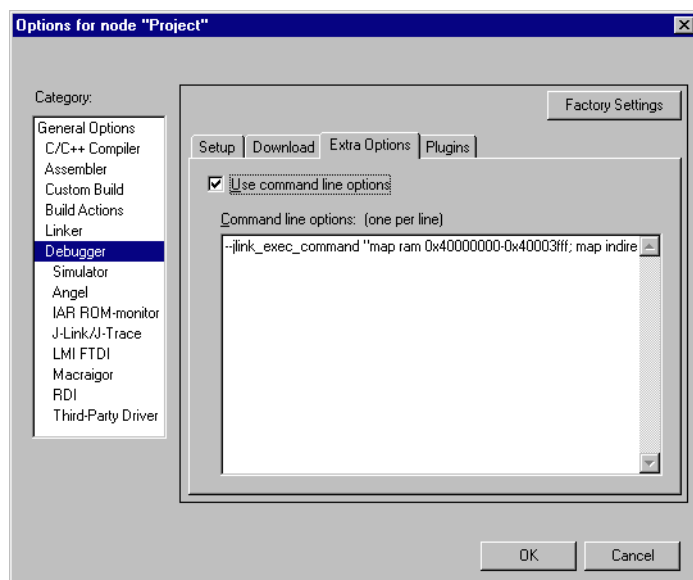 Options for node "Project"
Category:
Factory Settings
General Options
C/C++ Compiler
Assembler
Custom Build
Build Actions
Linker
Debugger
Simulator
Angel
IAR ROM-monitor
J-Link/J-Trace
LMI FTDI
Macraigor
RDI
Third-Party Driver
Setup Download Extra Options Plugins
Use command line options
Command line options: (one per line)
--jlink_exec_command "map ram 0x40000000-0x40003fff; map indire
OK Cancel